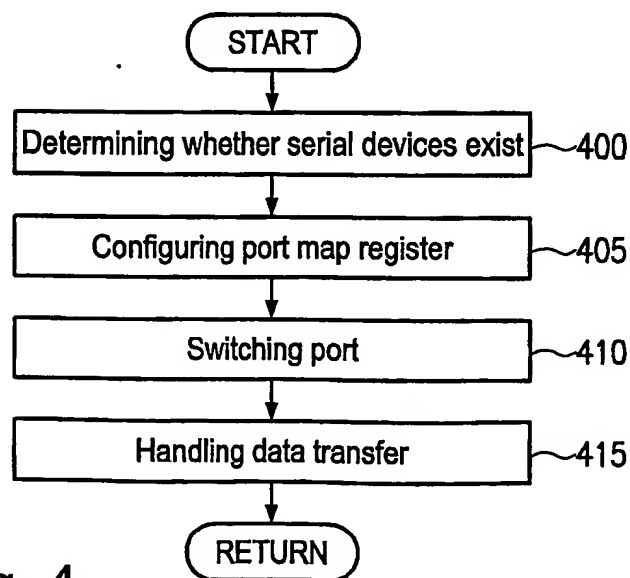 START
Determining whether serial devices exist 400
Configuring port map register 405
Switching port 410
Handling data transfer 415
RETURN